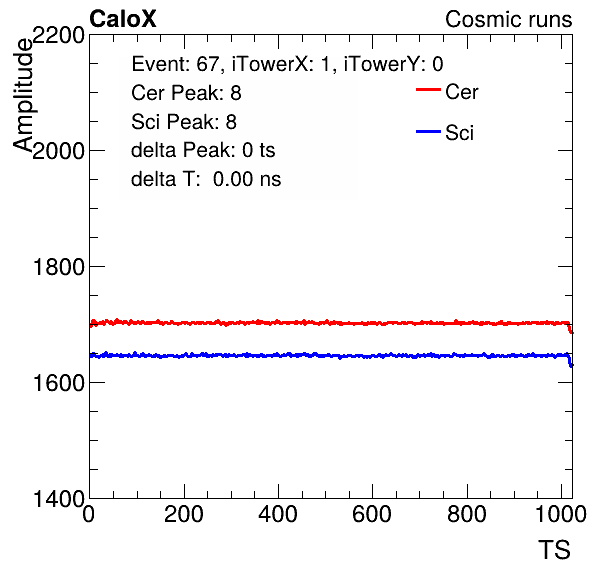 CaloX Cosmic runs
Amplitude
2200
Event: 67, iTowerX: 1, iTowerY: 0
Cer Peak: 8
Cer
Sci Peak: 8
Sci
delta Peak: 0 ts
2000
delta T: 0.00 ns
1800
1600
1400
0 200 400 600 800 1000
TS